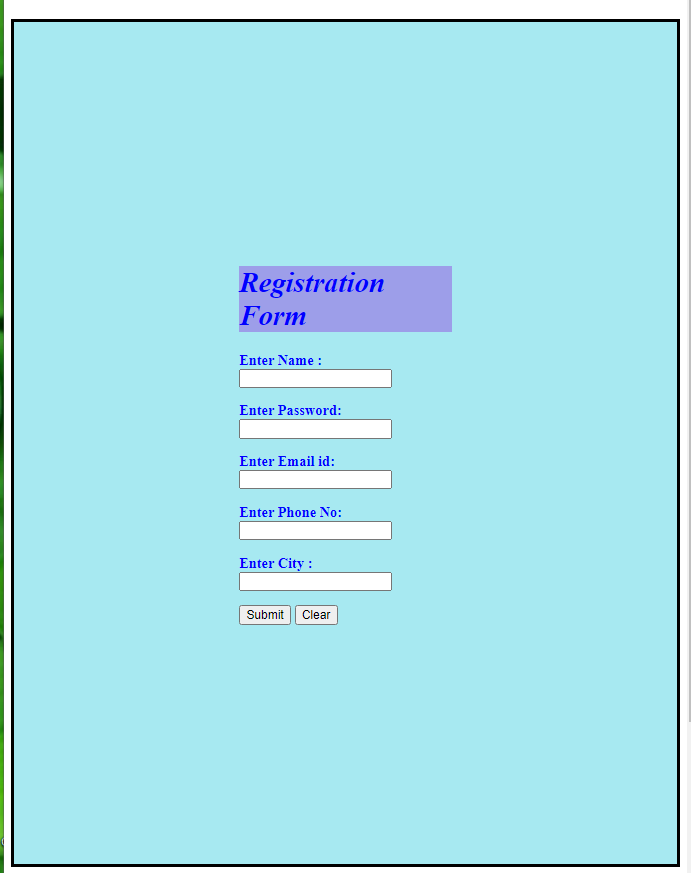 Registration
Form
Enter Name :
Enter Password:
Enter Email id:
Enter Phone No:
Enter City :
Submit Clear